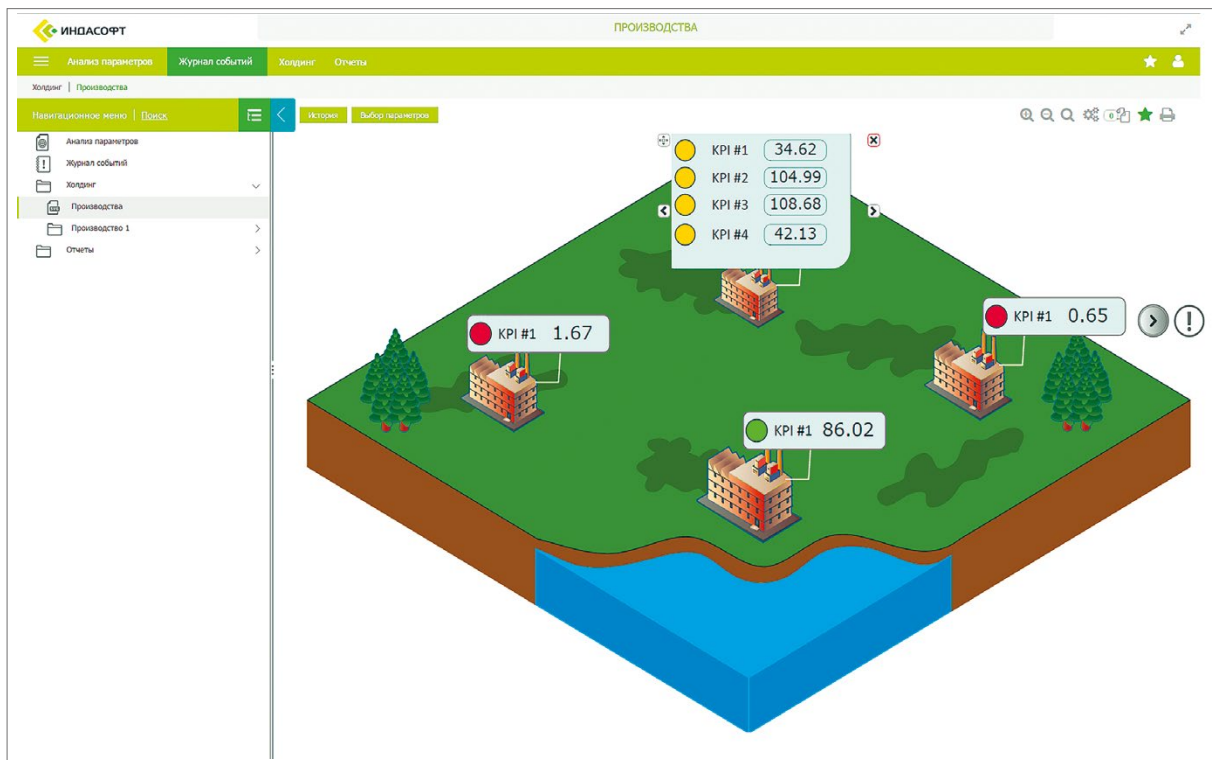 ИНДАСОФТ
ПРОИЗВОДСТВА
Анализ параметров Журнал событий Холдинг Отчеты
Холдинг | Производства
Навигационное меню | Поиск
История Выбор параметров
Анализ параметров
Журнал событий
Холдинг
Производства
Производство 1
Отчеты
KPI #1 34.62
KPI #2 104.99
KPI #3 108.68
KPI #4 42.13
KPI #1 1.67
KPI #1 0.65
KPI #1 86.02